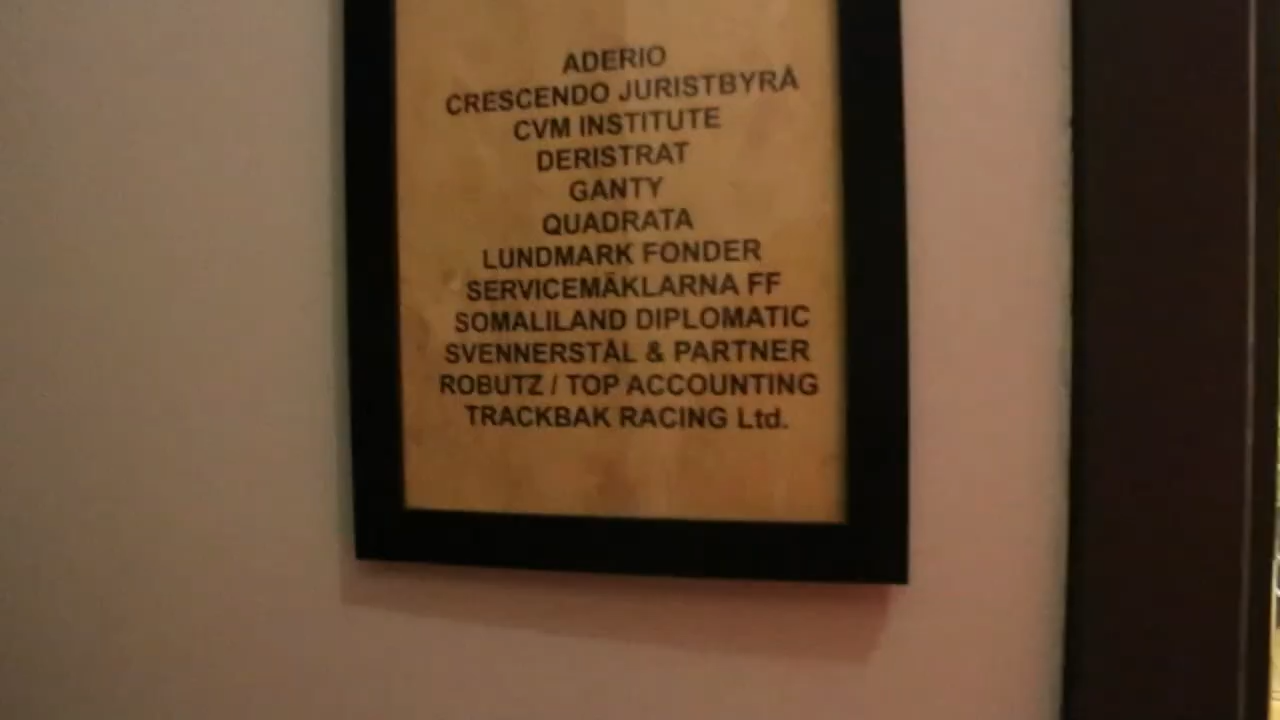 ADERIO
CRESCENDO JURISTBYRÅ
CVM INSTITUTE
DERISTRAT
GANTY
QUADRATA
LUNDMARK FONDER
SERVICEMÄKLARNA FF
SOMALILAND DIPLOMATIC
SVENNERSTÅL & PARTNER
ROBUTZ / TOP ACCOUNTING
TRACKBAK RACING Ltd.